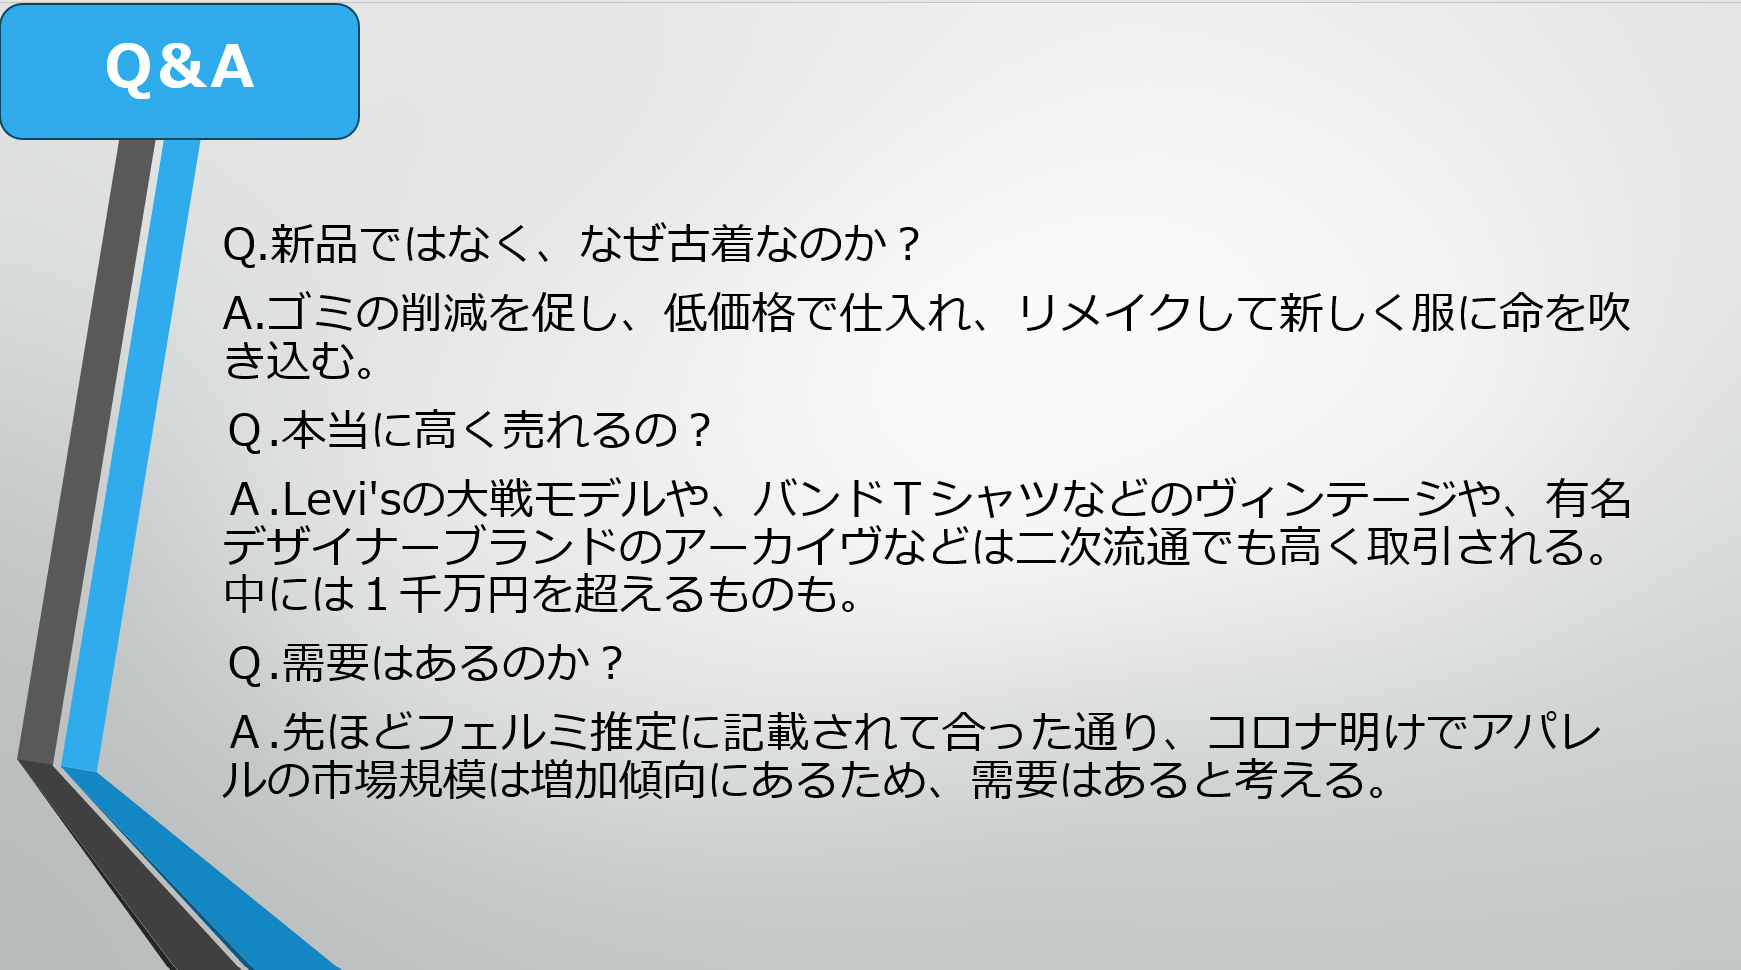 Q&A
Q.新品ではなく、なぜ古着なのか？
A.ゴミの削減を促し、低価格で仕入れ、リメイクして新しく服に命を吹
き込む。
Ｑ.本当に高く売れるの？
Ａ.Levi'sの大戦モデルや、バンドＴシャツなどのヴィンテージや、有名
デザイナーブランドのアーカイヴなどは二次流通でも高く取引される。
中には１千万円を超えるものも。
Ｑ.需要はあるのか？
Ａ.先ほどフェルミ推定に記載されて合った通り、コロナ明けでアパレ
ルの市場規模は増加傾向にあるため、需要はあると考える。